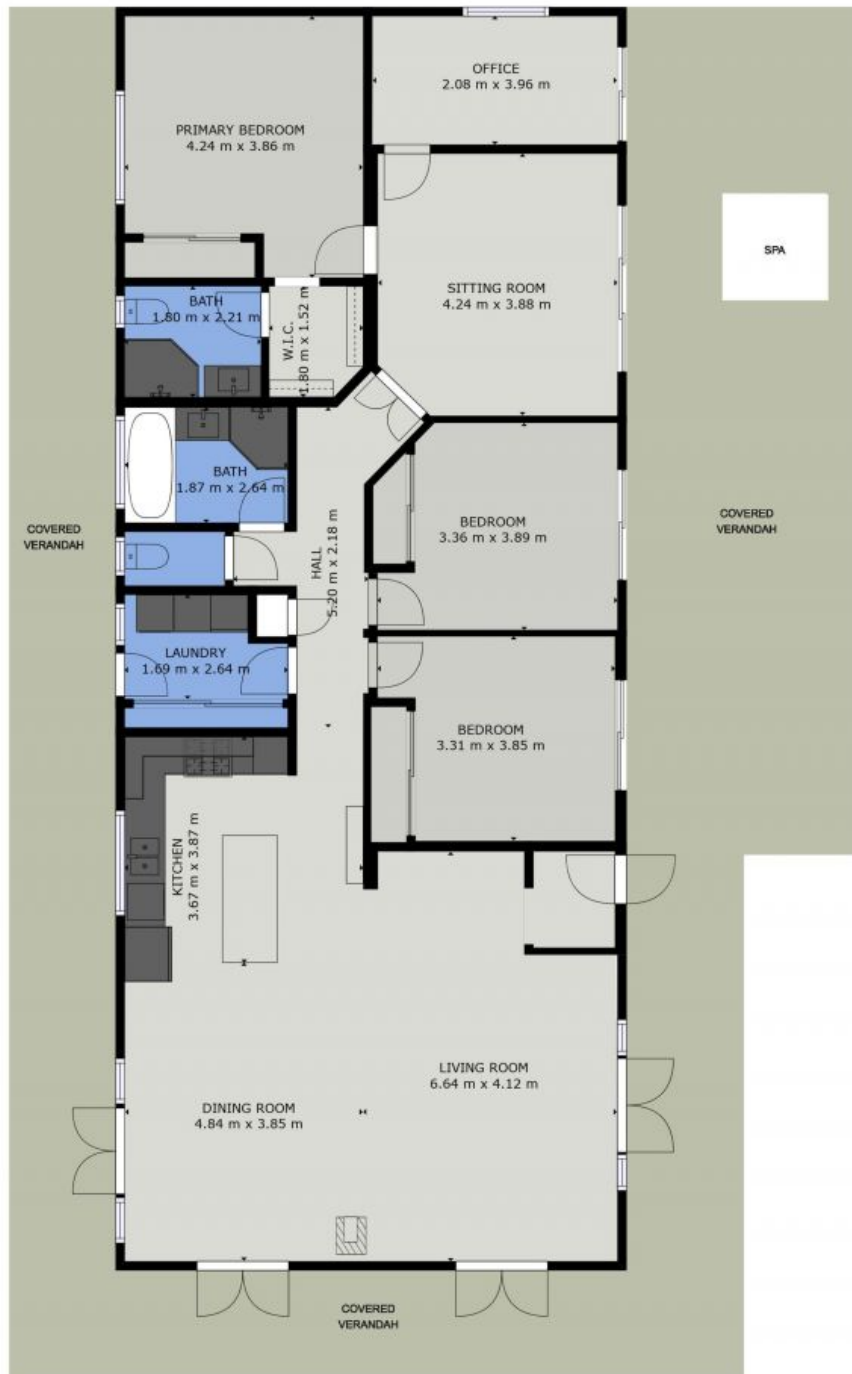 OFFICE
2.08 m x 3.96 m
PRIMARY BEDROOM
4.24 m x 3.86 m
SPA
SITTING ROOM
4.24 m x 3.88 m
BATH
1.80 m x 2.21 m
W.I.C.
1.80 m x 1.52 m
BATH
1.87 m x 2.64 m
COVERED
VERANDAH
HALL
5.20 m x 2.18 m
BEDROOM
3.36 m x 3.89 m
COVERED
VERANDAH
LAUNDRY
1.69 m x 2.64 m
BEDROOM
3.31 m x 3.85 m
KITCHEN
3.67 m x 3.87 m
LIVING ROOM
6.64 m x 4.12 m
DINING ROOM
4.84 m x 3.85 m
COVERED
VERANDAH